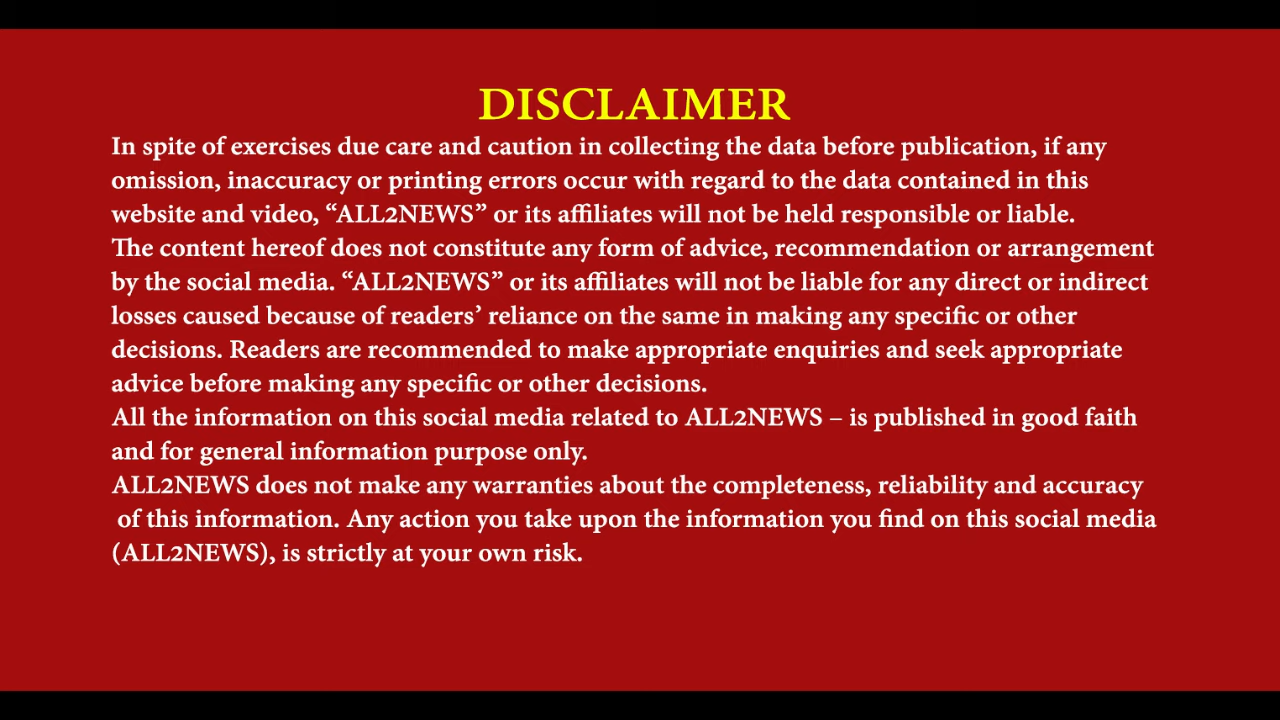 DISCLAIMER
In spite of exercises due care and caution in collecting the data before publication, if any
omission, inaccuracy or printing errors occur with regard to the data contained in this
website and video, “ALL2NEWS” or its affiliates will not be held responsible or liable.
The content hereof does not constitute any form of advice, recommendation or arrangement
by the social media. “ALL2NEWS” or its affiliates will not be liable for any direct or indirect
losses caused because of readers’ reliance on the same in making any specific or other
decisions. Readers are recommended to make appropriate enquiries and seek appropriate
advice before making any specific or other decisions.
All the information on this social media related to ALL2NEWS – is published in good faith
and for general information purpose only.
ALL2NEWS does not make any warranties about the completeness, reliability and accuracy
of this information. Any action you take upon the information you find on this social media
(ALL2NEWS), is strictly at your own risk.